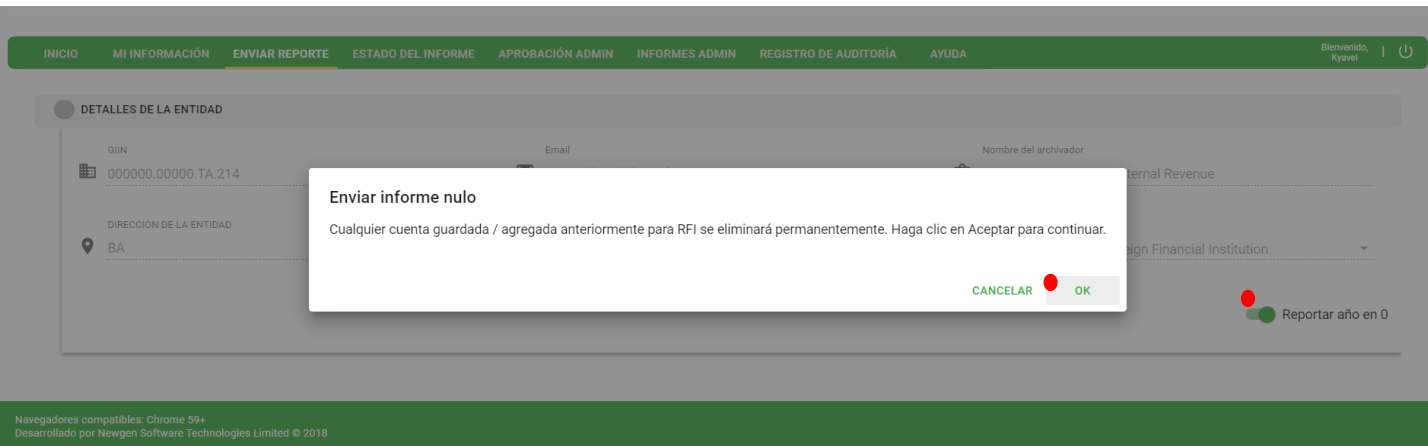 INICIO MI INFORMACIÓN ENVIAR REPORTE ESTADO DEL INFORME APROBACIÓN ADMIN INFORMES ADMIN REGISTRO DE AUDITORÍA AYUDA Bienvenido, |
Kyavel
DETALLES DE LA ENTIDAD
GIIN Email Nombre del archivador
000000.00000.TA.214 ternal Revenue
Enviar informe nulo
Cualquier cuenta guardada / agregada anteriormente para RFI se eliminará permanentemente. Haga clic en Aceptar para continuar.
DIRECCIÓN DE LA ENTIDAD
BA eign Financial Institution
CANCELAR OK
Reportar año en 0
Navegadores compatibles: Chrome 59+
Desarrollado por Newgen Software Technologies Limited © 2018